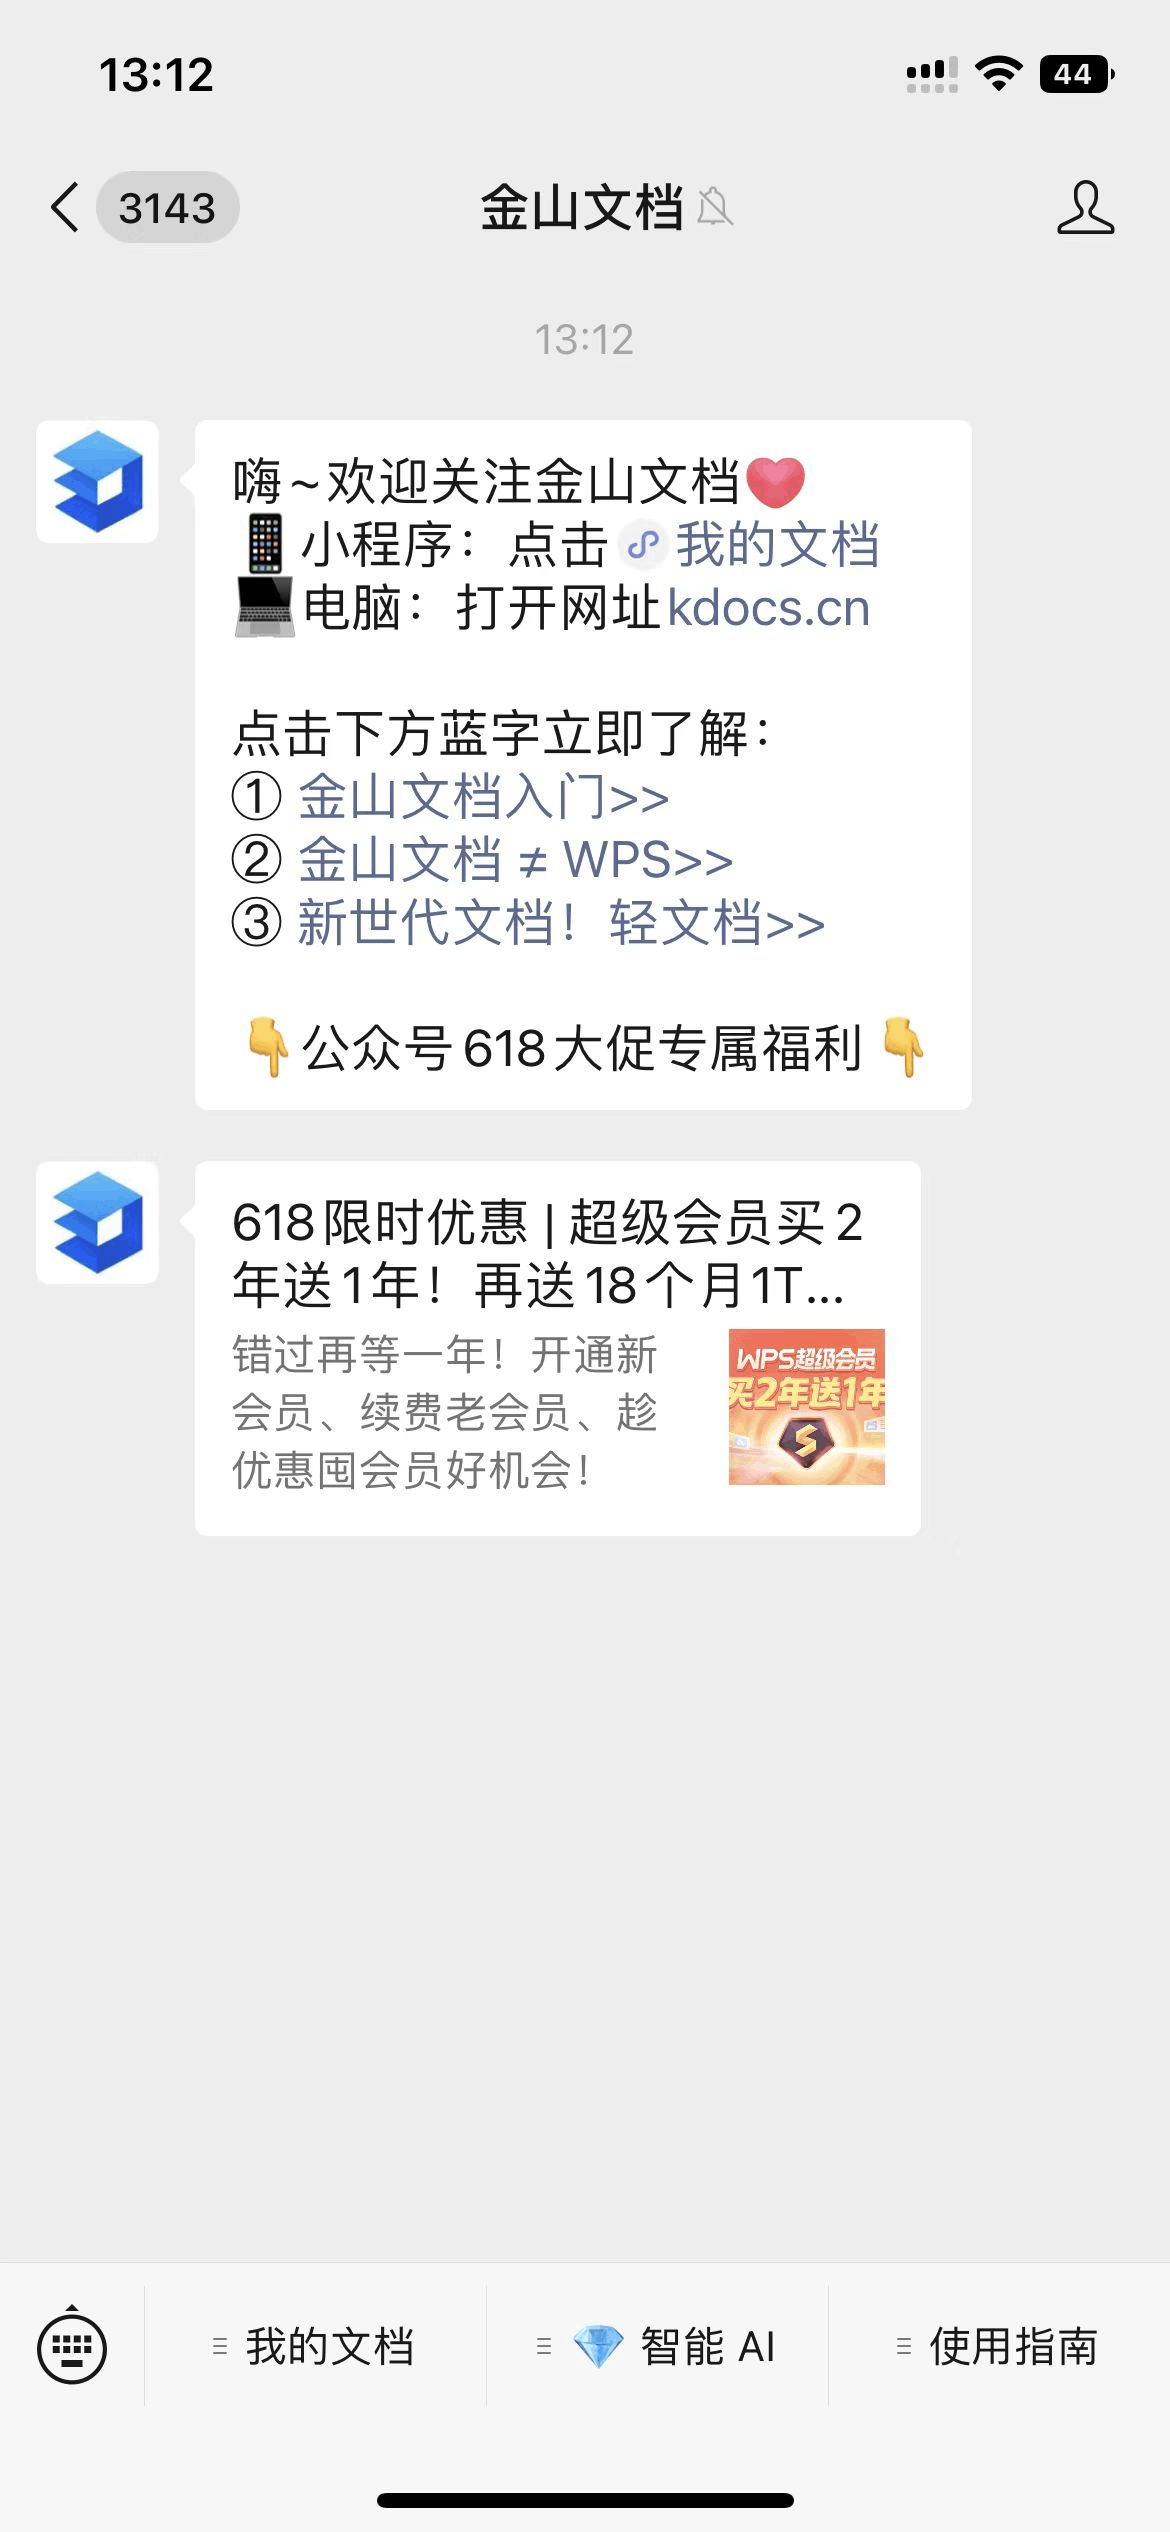 13:12
44
3143
金山文档
13:12
嗨~欢迎关注金山文档
小程序：点击 我的文档
电脑：打开网址kdocs.cn
点击下方蓝字立即了解：
① 金山文档入门>>
② 金山文档 ≠ WPS>>
③ 新世代文档！轻文档>>
👇公众号618大促专属福利👇
618限时优惠 | 超级会员买2
年送1年！再送18个月1T...
错过再等一年！开通新
会员、续费老会员、趁
优惠囤会员好机会！
WPS超级会员
买2年送1年
我的文档
💎 智能 AI
使用指南